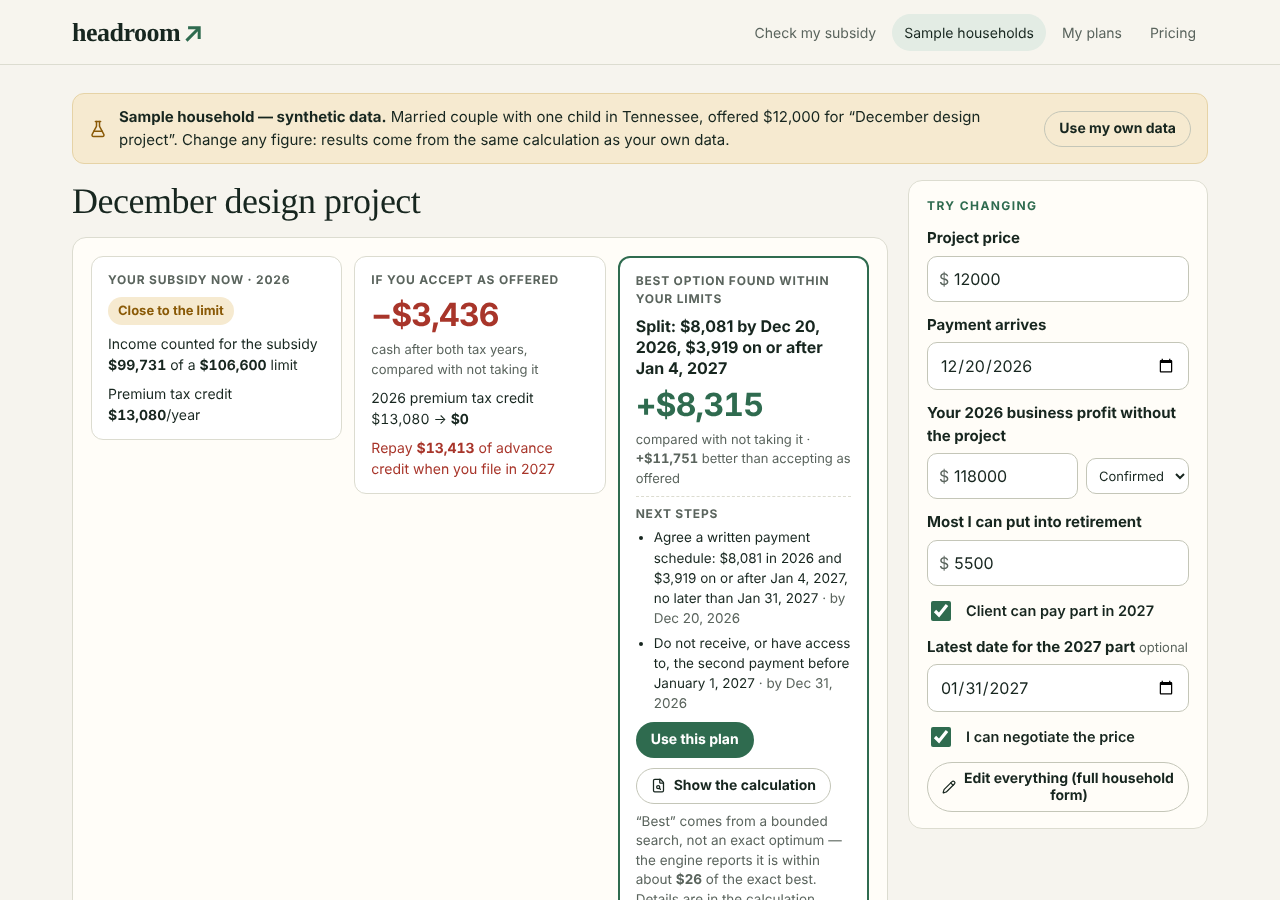 headroom
Check my subsidy
Sample households
My plans
Pricing
Sample household — synthetic data. Married couple with one child in Tennessee, offered $12,000 for “December design
project”. Change any figure: results come from the same calculation as your own data.
Use my own data
December design project
YOUR SUBSIDY NOW · 2026
Close to the limit
Income counted for the subsidy
$99,731 of a $106,600 limit
Premium tax credit
$13,080/year
IF YOU ACCEPT AS OFFERED
−$3,436
cash after both tax years,
compared with not taking it
2026 premium tax credit
$13,080 → $0
Repay $13,413 of advance
credit when you file in 2027
BEST OPTION FOUND WITHIN
YOUR LIMITS
Split: $8,081 by Dec 20,
2026, $3,919 on or after
Jan 4, 2027
+$8,315
compared with not taking it ·
+$11,751 better than accepting as
offered
NEXT STEPS
• Agree a written payment
schedule: $8,081 in 2026 and
$3,919 on or after Jan 4, 2027,
no later than Jan 31, 2027 · by
Dec 20, 2026
• Do not receive, or have access
to, the second payment before
January 1, 2027 · by Dec 31,
2026
Use this plan
Show the calculation
“Best” comes from a bounded
search, not an exact optimum —
the engine reports it is within
about $26 of the exact best.
Details are in the calculation
TRY CHANGING
Project price
$ 12000
Payment arrives
12/20/2026
Your 2026 business profit without
the project
$ 118000
Confirmed
Most I can put into retirement
$ 5500
Client can pay part in 2027
Latest date for the 2027 part optional
01/31/2027
I can negotiate the price
Edit everything (full household
form)